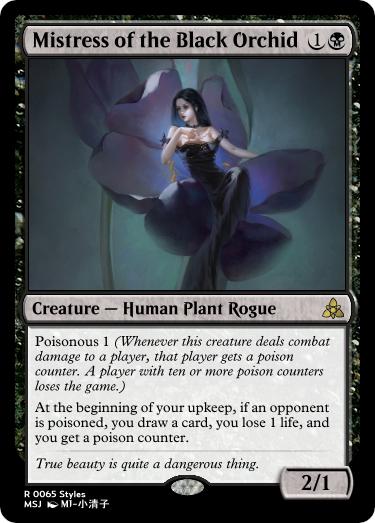 Mistress of the Black Orchid 1
Creature — Human Plant Rogue
Poisonous 1 (Whenever this creature deals combat
damage to a player, that player gets a poison
counter. A player with ten or more poison counters
loses the game.)
At the beginning of your upkeep, if an opponent
is poisoned, you draw a card, you lose 1 life, and
you get a poison counter.
True beauty is quite a dangerous thing.
2/1
R 0065 Styles
MSJ MI-小清子